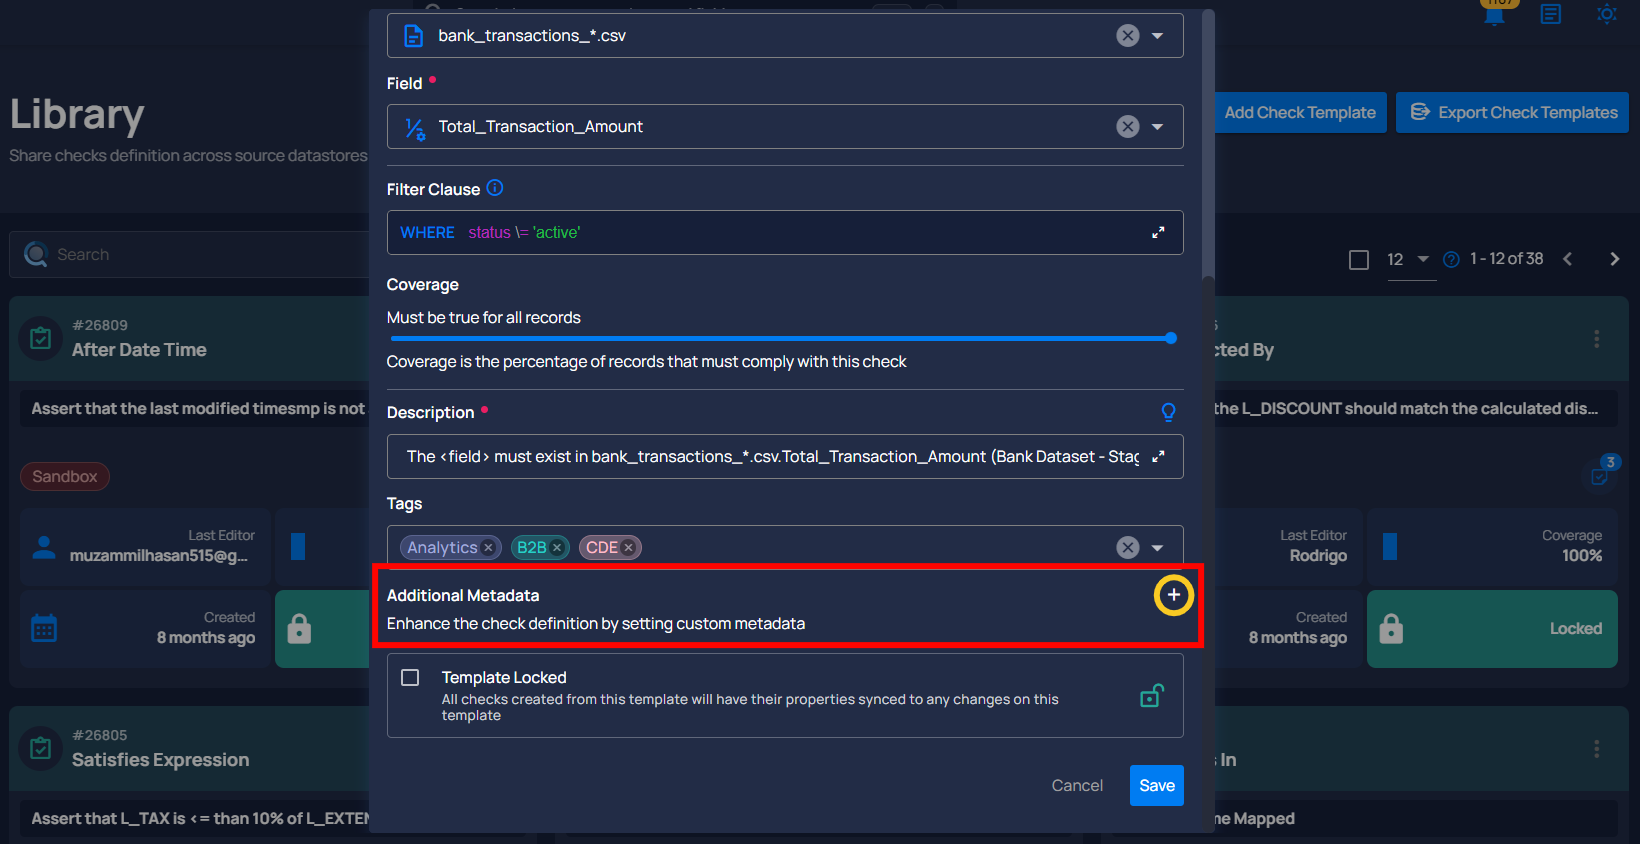 1107
bank_transactions_*.csv
Field
Total_Transaction_Amount
Library
Share checks definition across source datastores
Add Check Template
Export Check Templates
Filter Clause
WHERE status \= 'active'
Search
12
1 - 12 of 38
Coverage
Must be true for all records
Coverage is the percentage of records that must comply with this check
#26809
After Date Time
cted By
Assert that the last modified timesmp is not
the L_DISCOUNT should match the calculated dis...
Description
The <field> must exist in bank_transactions_*.csv.Total_Transaction_Amount (Bank Dataset - Stag
Sandbox
3
Tags
Analytics
B2B
CDE
Last Editor
muzammilhasan515@g...
Last Editor
Rodrigo
Coverage
100%
Additional Metadata
Enhance the check definition by setting custom metadata
Created
8 months ago
Created
8 months ago
Locked
Template Locked
All checks created from this template will have their properties synced to any changes on this
template
#26805
Satisfies Expression
s In
Cancel
Save
Assert that L_TAX is <= than 10% of L_EXTEN
me Mapped